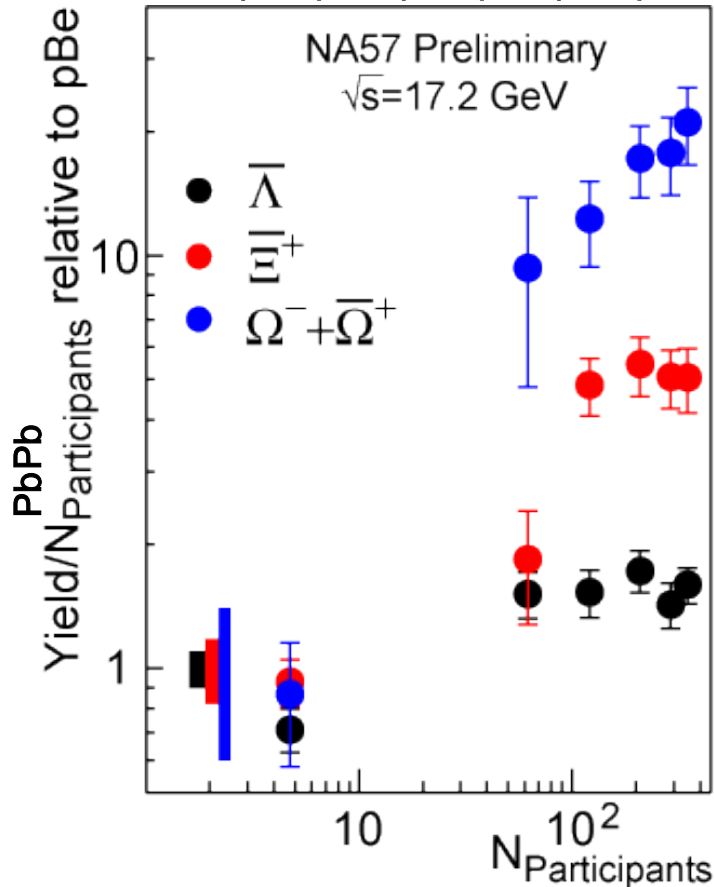 NA57 Preliminary
√s=17.2 GeV
Λ̅
Ξ̅⁺
Ω⁻+Ω̅⁺
PbPb
Yield/N_Participants relative to pBe
10
1
10
10²
N_Participants